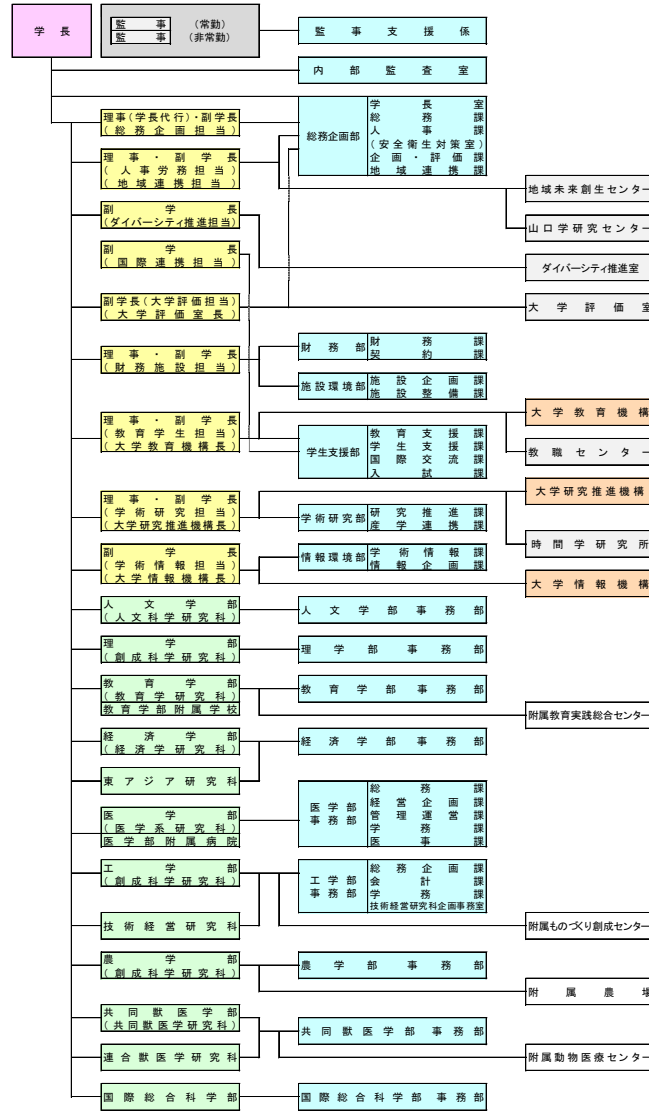 学長
監事 (常勤)
監事 (非常勤)
監事支援係
内部監査室
理事(学長代行)・副学長
(総務企画担当)
総務企画部
学長室
総務課
人事課
(安全衛生対策室)
企画・評価課
地域連携課
理事・副学長
(人事労務担当)
(地域連携担当)
地域未来創生センター
副学長
(ダイバーシティ推進担当)
山口学研究センター
副学長
(国際連携担当)
ダイバーシティ推進室
副学長(大学評価担当)
(大学評価室長)
大学評価室
理事・副学長
(財務施設担当)
財務部
財務課
契約課
施設環境部
施設企画課
施設整備課
理事・副学長
(教育学生担当)
(大学教育機構長)
学生支援部
教育支援課
学生支援課
国際交流課
入試課
大学教育機構
教職センター
理事・副学長
(学術研究担当)
(大学研究推進機構長)
学術研究部
研究推進課
産学連携課
大学研究推進機構
時間学研究所
副学長
(学術情報担当)
(大学情報機構長)
情報環境部
学術情報課
情報企画課
大学情報機構
人文学部
(人文科学研究科)
人文学部事務部
理学部
(創成科学研究科)
理学部事務部
教育学部
(教育学研究科)
教育学部附属学校
教育学部事務部
附属教育実践総合センター
経済学部
(経済学研究科)
経済学部事務部
東アジア研究科
医学部
(医学系研究科)
医学部附属病院
医学部
事務部
総務課
経営企画課
管理運営課
学務課
医事課
工学部
(創成科学研究科)
工学部
事務部
総務企画課
会計課
学務課
技術経営研究科企画事務室
技術経営研究科
附属ものづくり創成センター
農学部
(創成科学研究科)
農学部事務部
附属農場
共同獣医学部
(共同獣医学研究科)
共同獣医学部事務部
連合獣医学研究科
附属動物医療センター
国際総合科学部
国際総合科学部事務部